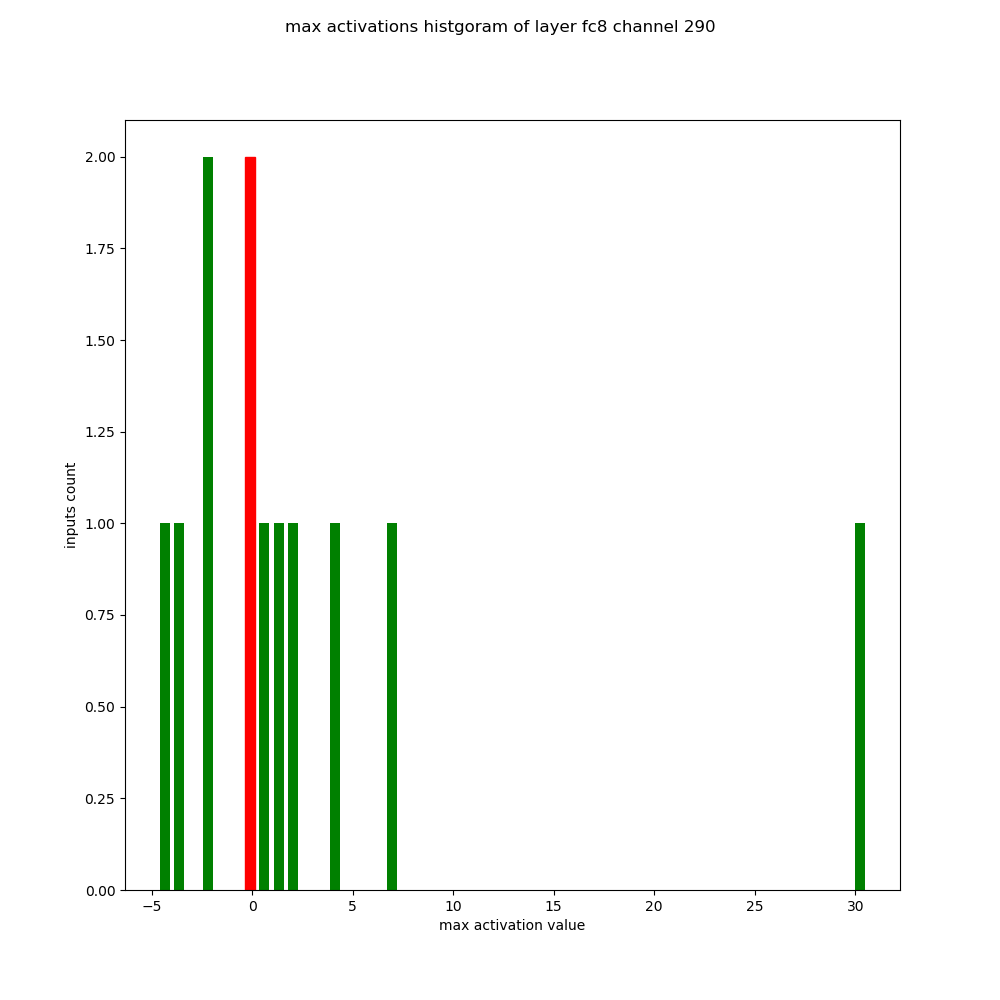 max activations histgoram of layer fc8 channel 290
2.00
1.75
1.50
1.25
1.00
0.75
0.50
0.25
0.00
inputs count
−5 0 5 10 15 20 25 30
max activation value